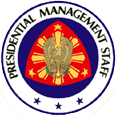 PRESIDENTIAL MANAGEMENT STAFF